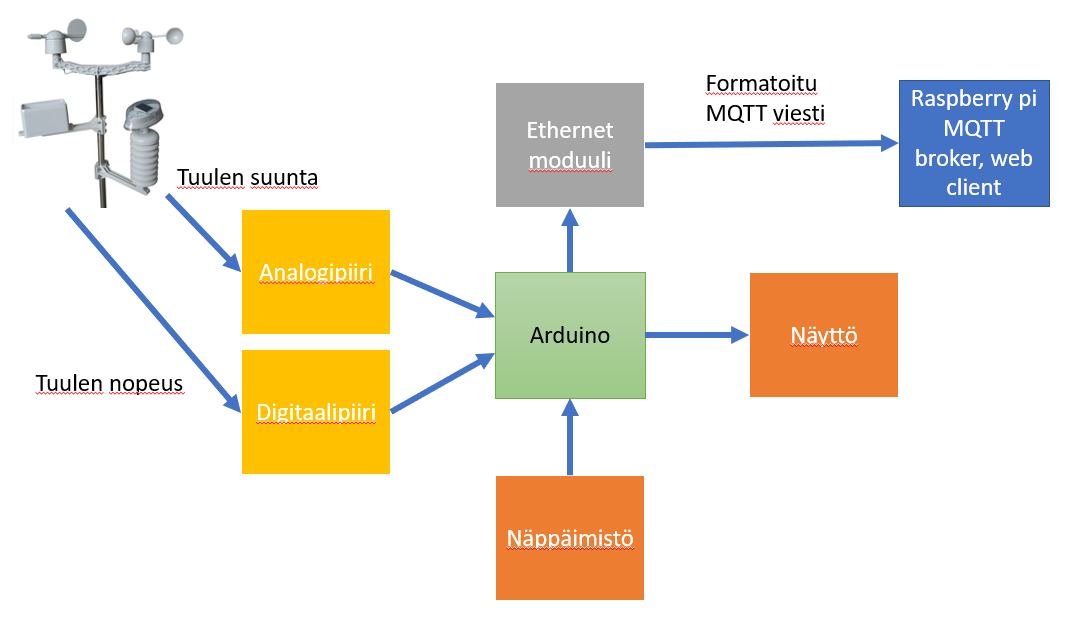 Formatoitu
MQTT viesti
Raspberry pi
MQTT
broker, web
client
Ethernet
moduuli
Tuulen suunta
Analogipiiri
Arduino
Näyttö
Tuulen nopeus
Digitaalipiiri
Näppäimistö